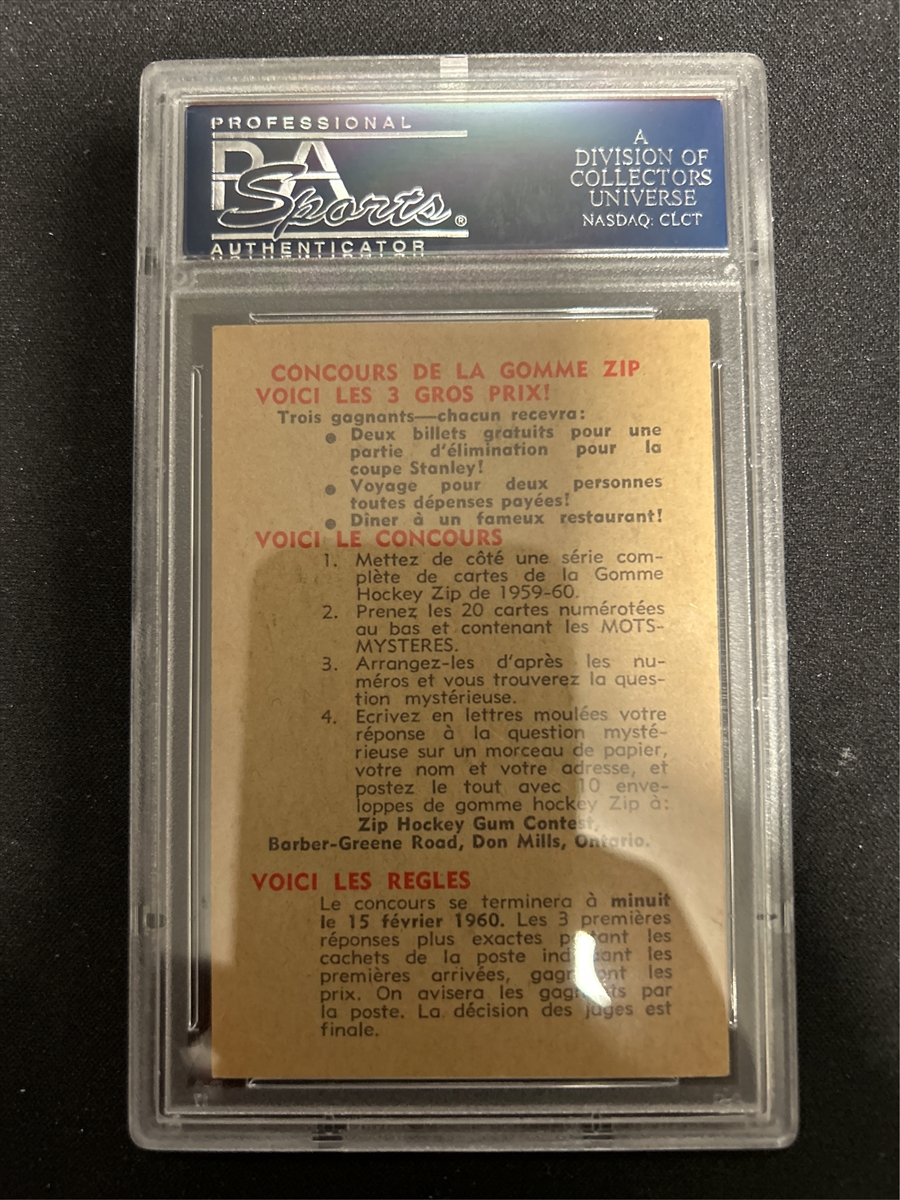 PROFESSIONAL
PSA
Sports®
AUTHENTICATOR
A
DIVISION OF
COLLECTORS
UNIVERSE
NASDAQ: CLCT
CONCOURS DE LA GOMME ZIP
VOICI LES 3 GROS PRIX!
Trois gagnants—chacun recevra:
● Deux billets gratuits pour une
partie d'élimination pour la
coupe Stanley!
● Voyage pour deux personnes
toutes dépenses payées!
● Dîner à un fameux restaurant!
VOICI LE CONCOURS
1. Mettez de côté une série com-
plète de cartes de la Gomme
Hockey Zip de 1959-60.
2. Prenez les 20 cartes numérotées
au bas et contenant les MOTS-
MYSTERES.
3. Arrangez-les d'après les nu-
méros et vous trouverez la ques-
tion mystérieuse.
4. Ecrivez en lettres moulées votre
réponse à la question mysté-
rieuse sur un morceau de papier,
votre nom et votre adresse, et
postez le tout avec 10 enve-
loppes de gomme hockey Zip à:
Zip Hockey Gum Contest,
Barber-Greene Road, Don Mills, Ontario.
VOICI LES REGLES
Le concours se terminera à minuit
le 15 février 1960. Les 3 premières
réponses plus exactes portant les
cachets de la poste indiquant les
premières arrivées, gagneront les
prix. On avisera les gagnants par
la poste. La décision des juges est
finale.